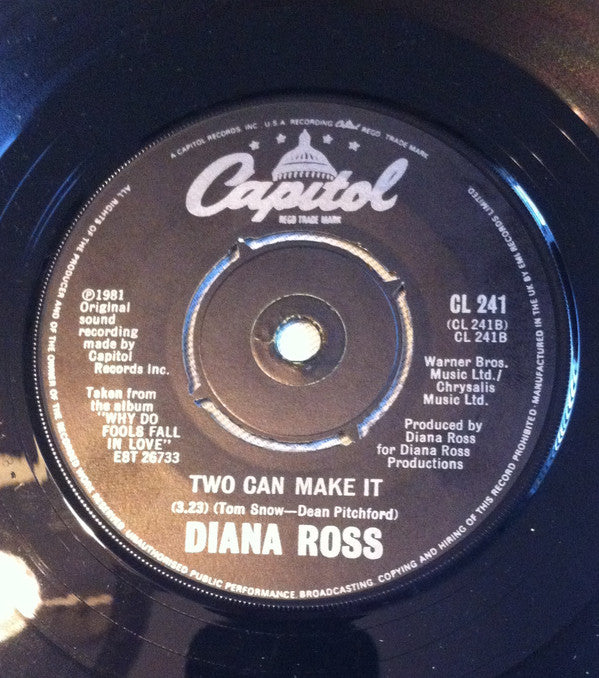 A CAPITOL RECORDS, INC. U.S.A. RECORDING Capitol REGD. TRADE MARK
Capitol
REGD TRADE MARK
ALL RIGHTS OF THE PRODUCER AND OF THE OWNER OF THE RECORDED WORK RESERVED UNAUTHORISED PUBLIC PERFORMANCE, BROADCASTING, COPYING AND HIRING OF THIS RECORD PROHIBITED · MANUFACTURED IN THE UK BY EMI RECORDS LIMITED
℗1981
Original
sound
recording
made by
Capitol
Records Inc.
Taken from
the album
"WHY DO
FOOLS FALL
IN LOVE"
EST 26733
CL 241
(CL 241B)
CL 241B
Warner Bros.
Music Ltd./
Chrysalis
Music Ltd.
Produced by
Diana Ross
for Diana Ross
Productions
TWO CAN MAKE IT
(3.23) (Tom Snow—Dean Pitchford)
DIANA ROSS